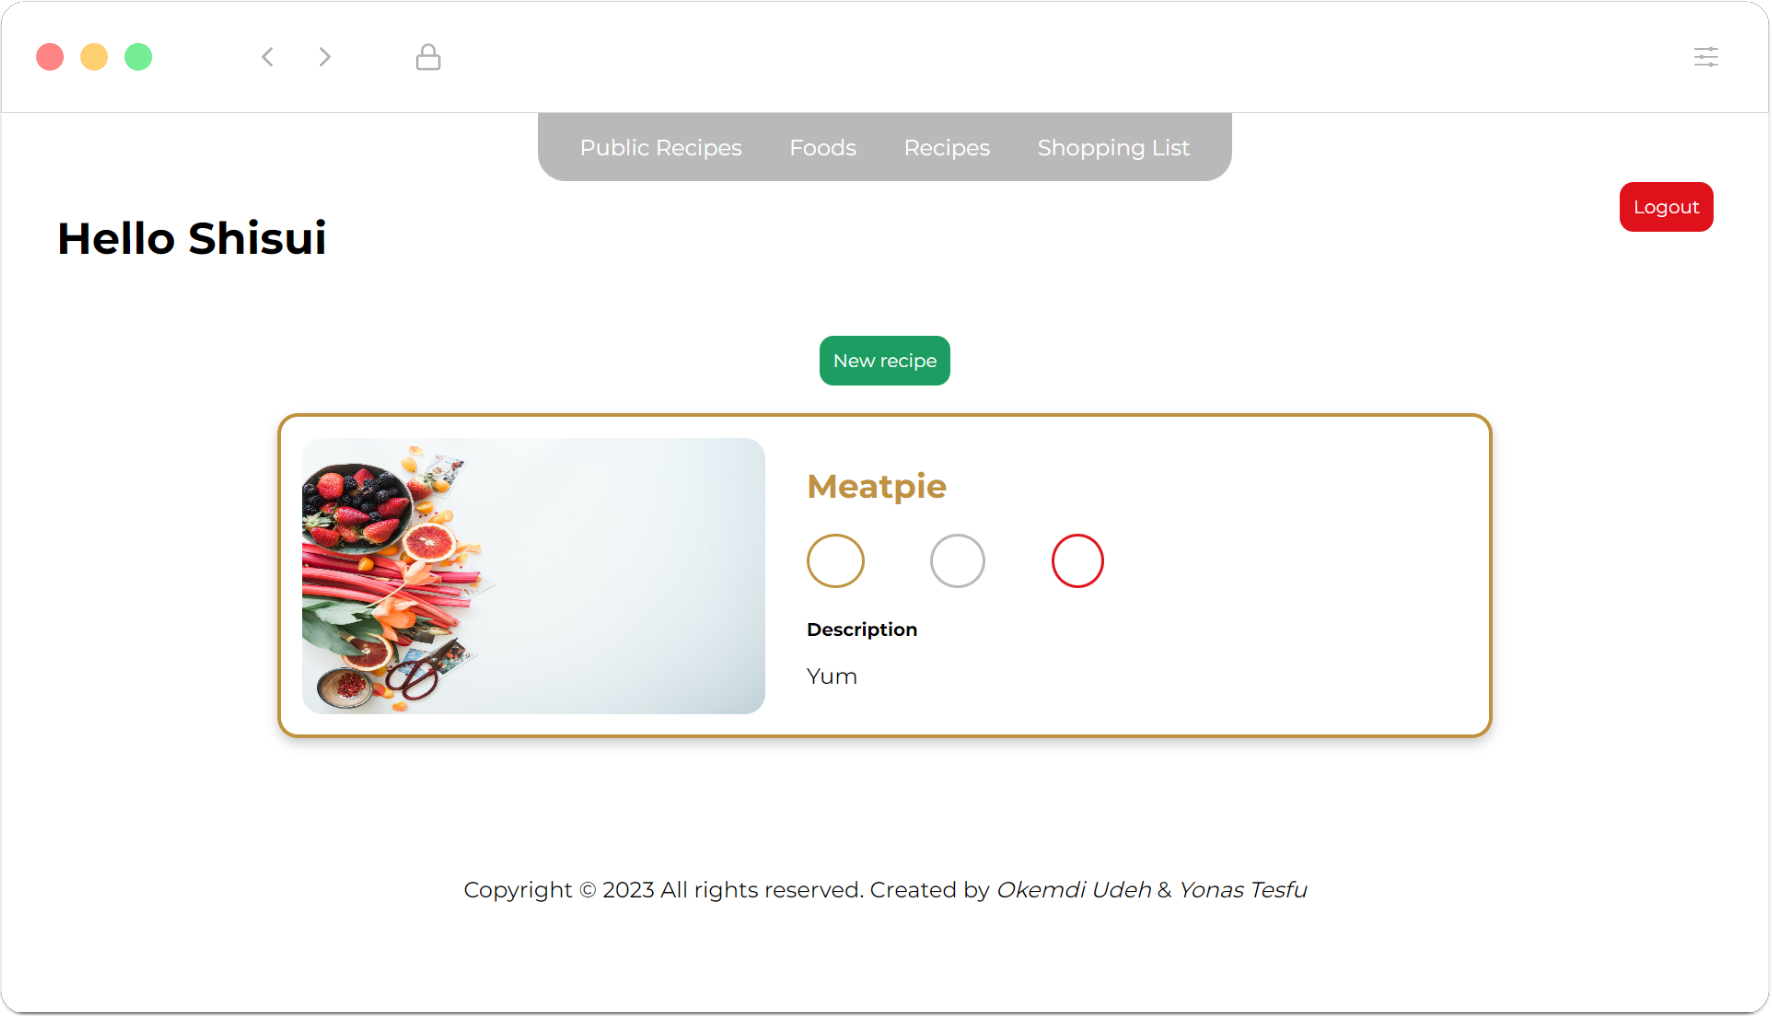 Public Recipes Foods Recipes Shopping List
Logout
Hello Shisui
New recipe
Meatpie
Description
Yum
Copyright © 2023 All rights reserved. Created by Okemdi Udeh & Yonas Tesfu